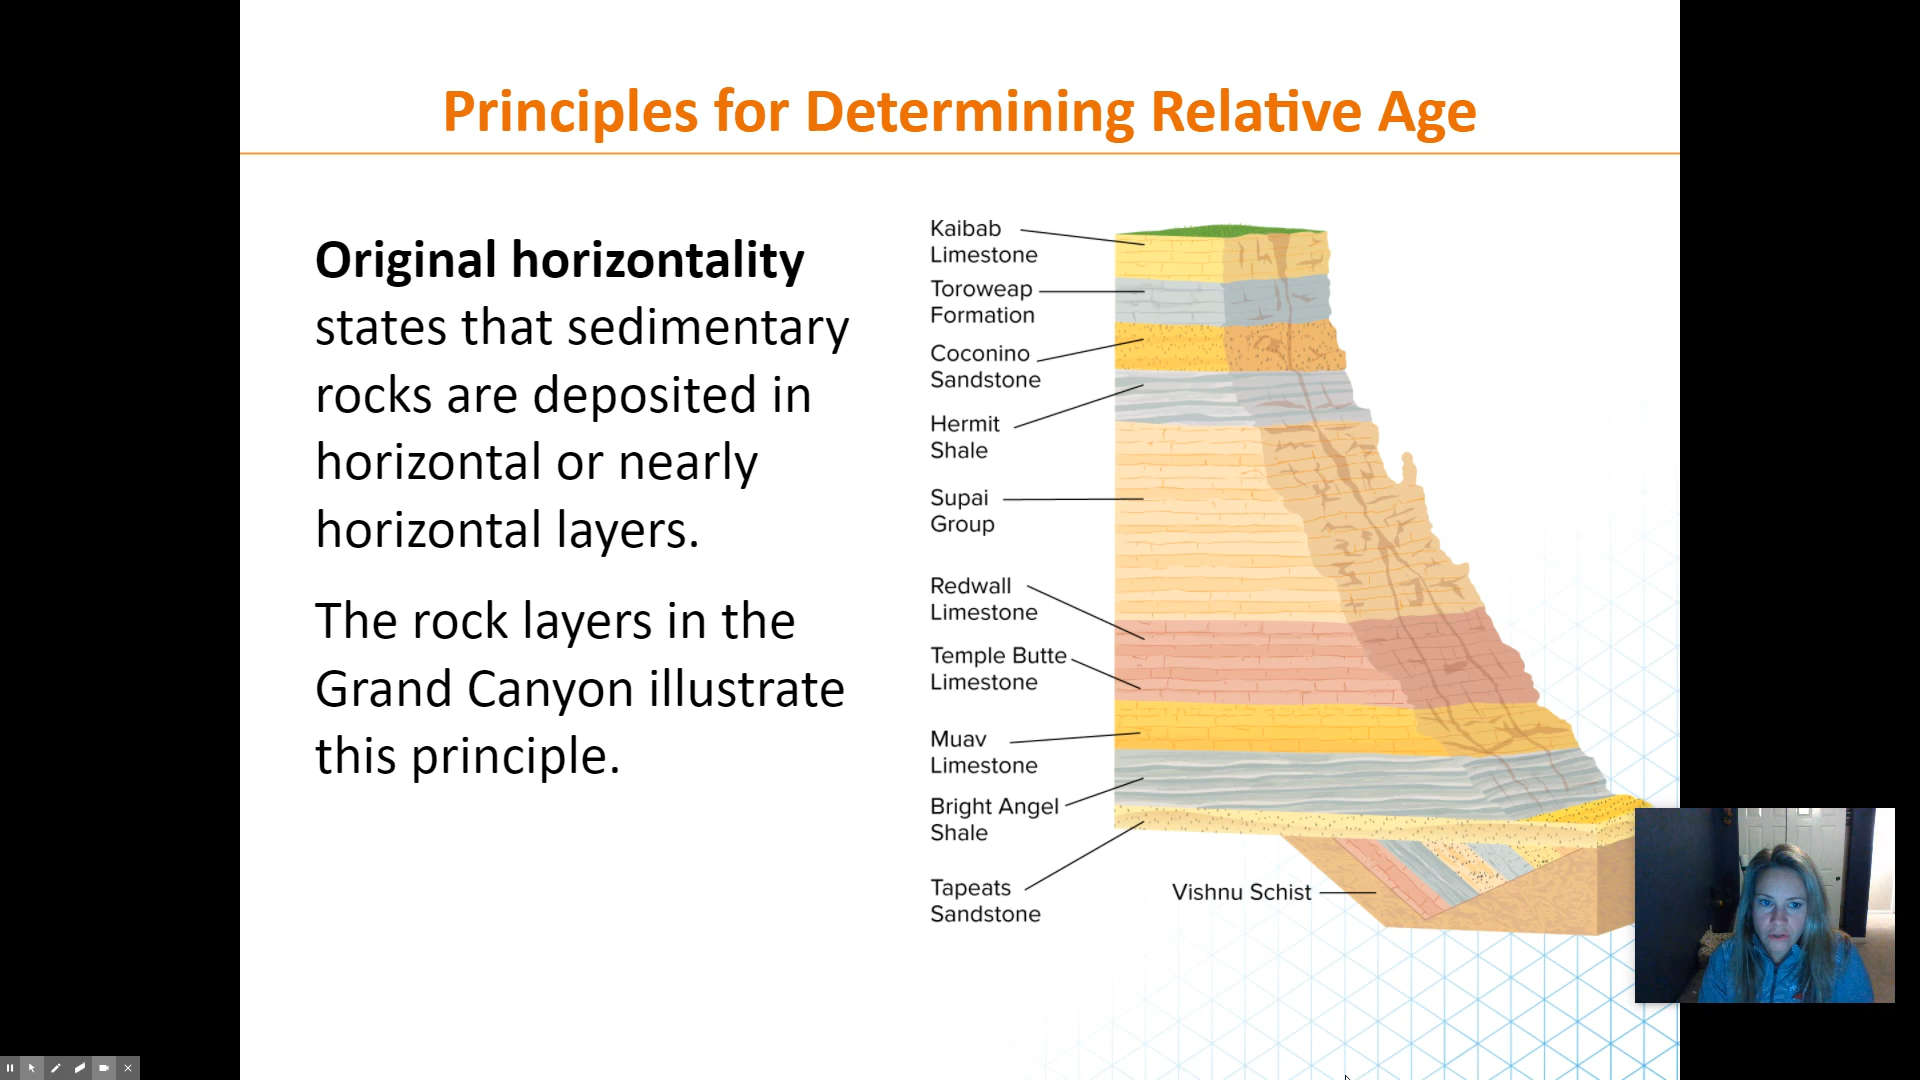 Principles for Determining Relative Age
Original horizontality
states that sedimentary
rocks are deposited in
horizontal or nearly
horizontal layers.
The rock layers in the
Grand Canyon illustrate
this principle.
Kaibab
Limestone
Toroweap
Formation
Coconino
Sandstone
Hermit
Shale
Supai
Group
Redwall
Limestone
Temple Butte
Limestone
Muav
Limestone
Bright Angel
Shale
Tapeats
Sandstone
Vishnu Schist